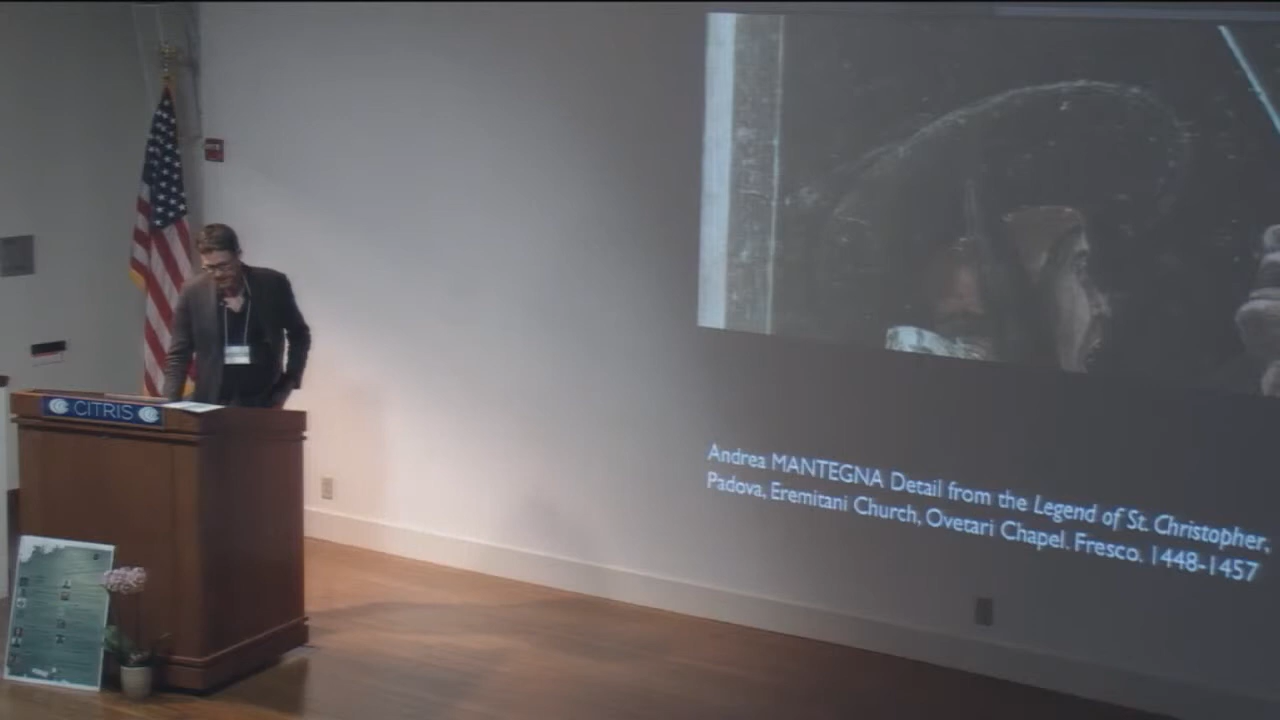 CITRIS
Andrea MANTEGNA Detail from the Legend of St. Christopher,
Padova, Eremitani Church, Ovetari Chapel. Fresco. 1448-1457